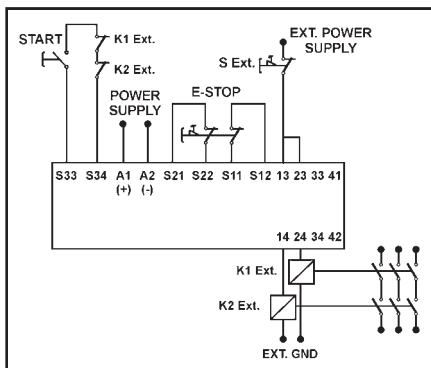 EXT. POWER
SUPPLY
START
K1 Ext.
K2 Ext.
S Ext.
POWER
SUPPLY
E-STOP
S33 S34 A1 A2 S21 S22 S11 S12 13 23 33 41
(+) (-)
14 24 34 42
K1 Ext.
K2 Ext.
EXT. GND